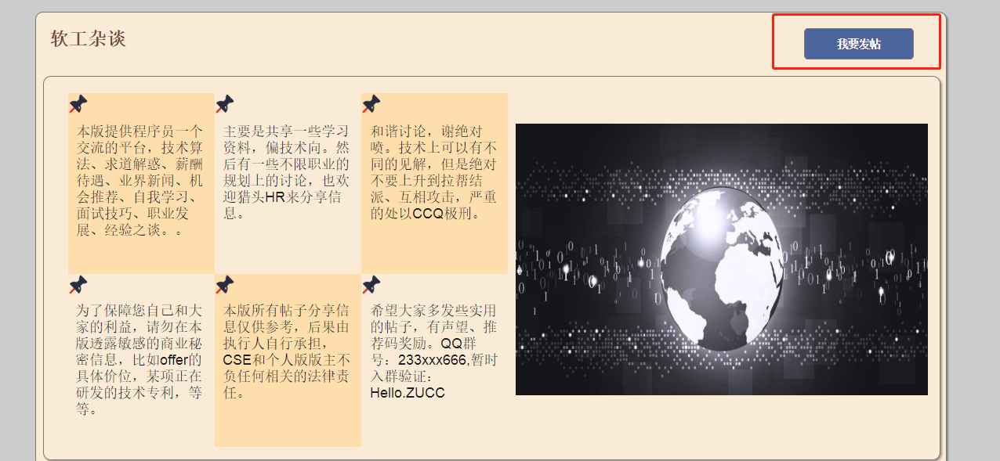 软工杂谈
我要发帖
本版提供程序员一个
交流的平台，技术算
法、求道解惑、薪酬
待遇、业界新闻、机
会推荐、自我学习、
面试技巧、职业发
展、经验之谈。。
主要是共享一些学习
资料，偏技术向。然
后有一些不限职业的
规划上的讨论，也欢
迎猎头HR来分享信
息。
和谐讨论，谢绝对
喷。技术上可以有不
同的见解，但是绝对
不要上升到拉帮结
派、互相攻击，严重
的处以CCQ极刑。
为了保障您自己和大
家的利益，请勿在本
版透露敏感的商业秘
密信息，比如offer的
具体价位，某项正在
研发的技术专利，等
等。
本版所有帖子分享信
息仅供参考，后果由
执行人自行承担，
CSE和个人版版主不
负任何相关的法律责
任。
希望大家多发些实用
的帖子，有声望、推
荐码奖励。QQ群
号：233xxx666,暂时
入群验证：
Hello.ZUCC